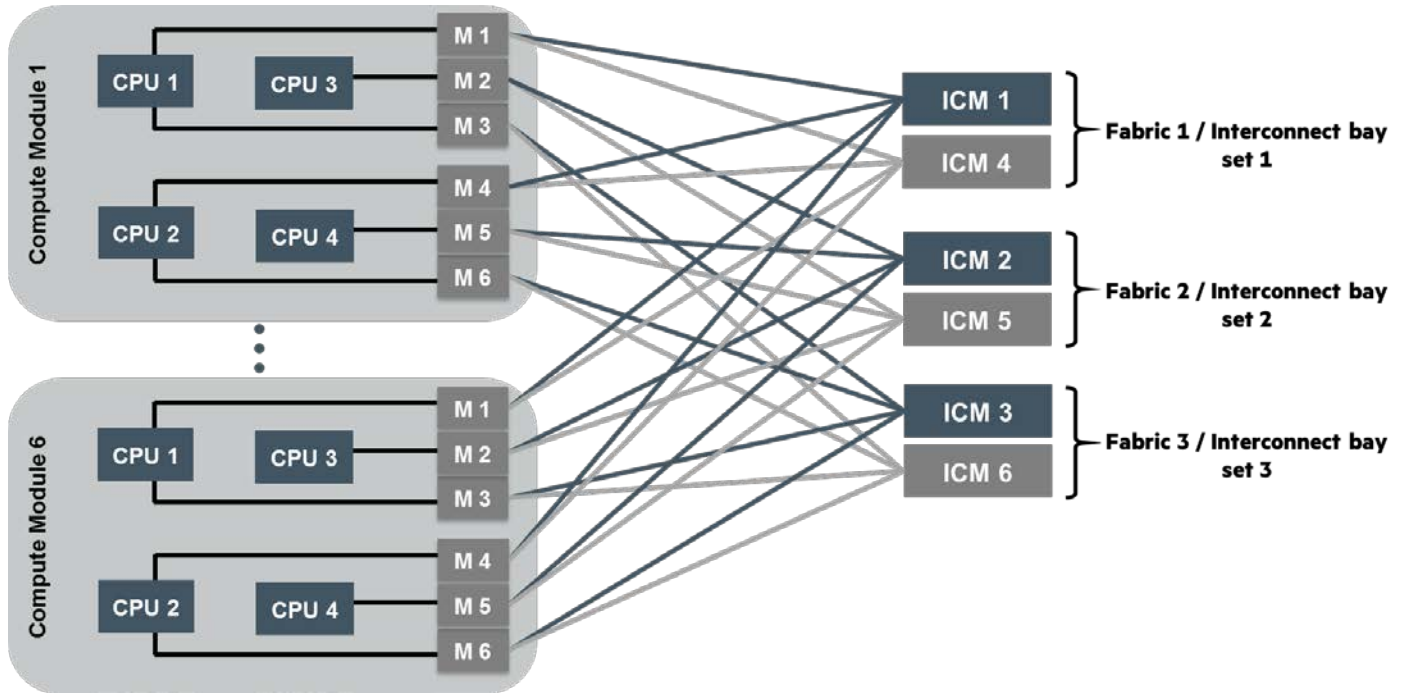 Compute Module 1
CPU 1
CPU 3
M 1
M 2
M 3
CPU 2
CPU 4
M 4
M 5
M 6
Compute Module 6
CPU 1
CPU 3
M 1
M 2
M 3
CPU 2
CPU 4
M 4
M 5
M 6
ICM 1
ICM 4
Fabric 1 / Interconnect bay
set 1
ICM 2
ICM 5
Fabric 2 / Interconnect bay
set 2
ICM 3
ICM 6
Fabric 3 / Interconnect bay
set 3